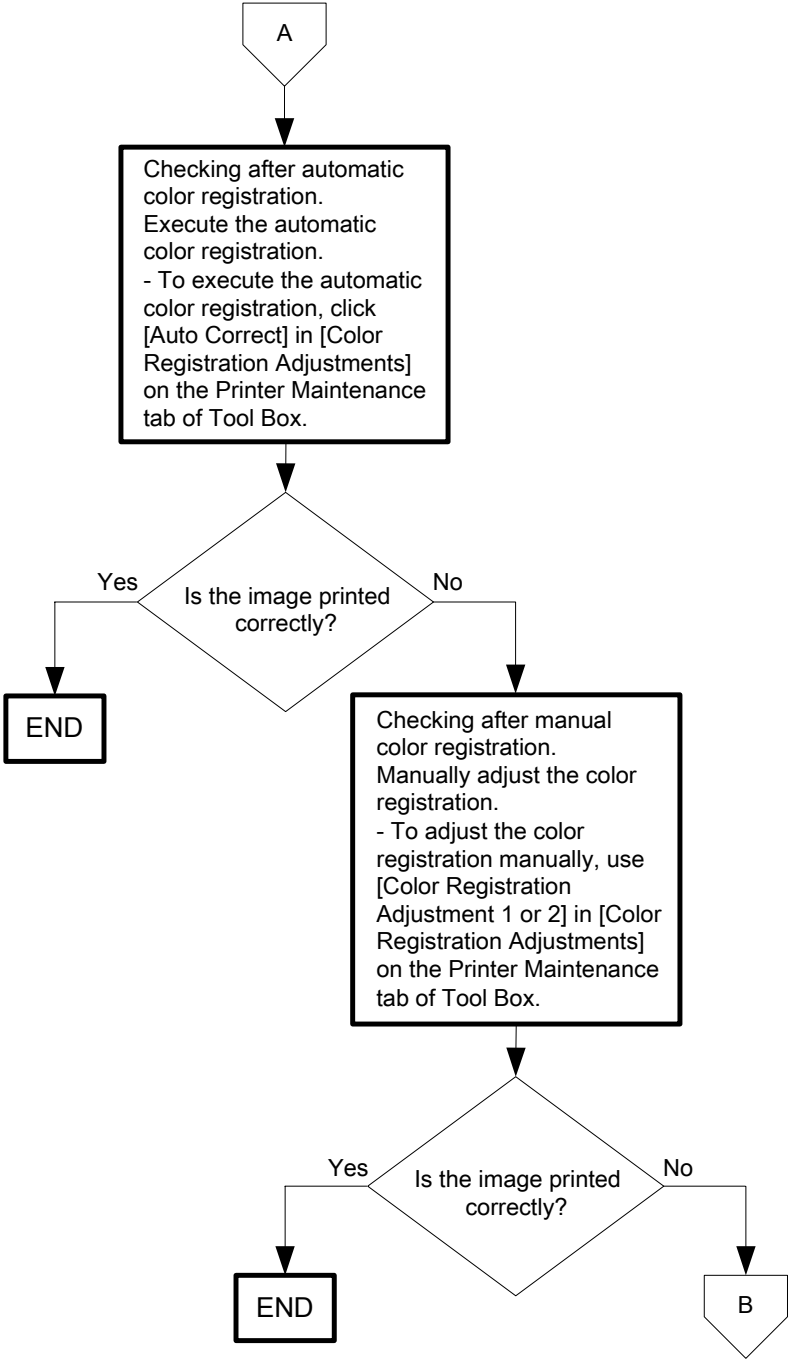 A
Checking after automatic
color registration.
Execute the automatic
color registration.
- To execute the automatic
color registration, click
[Auto Correct] in [Color
Registration Adjustments]
on the Printer Maintenance
tab of Tool Box.
Yes
No
Is the image printed
correctly?
END
Checking after manual
color registration.
Manually adjust the color
registration.
- To adjust the color
registration manually, use
[Color Registration
Adjustment 1 or 2] in [Color
Registration Adjustments]
on the Printer Maintenance
tab of Tool Box.
Yes
No
Is the image printed
correctly?
END
B